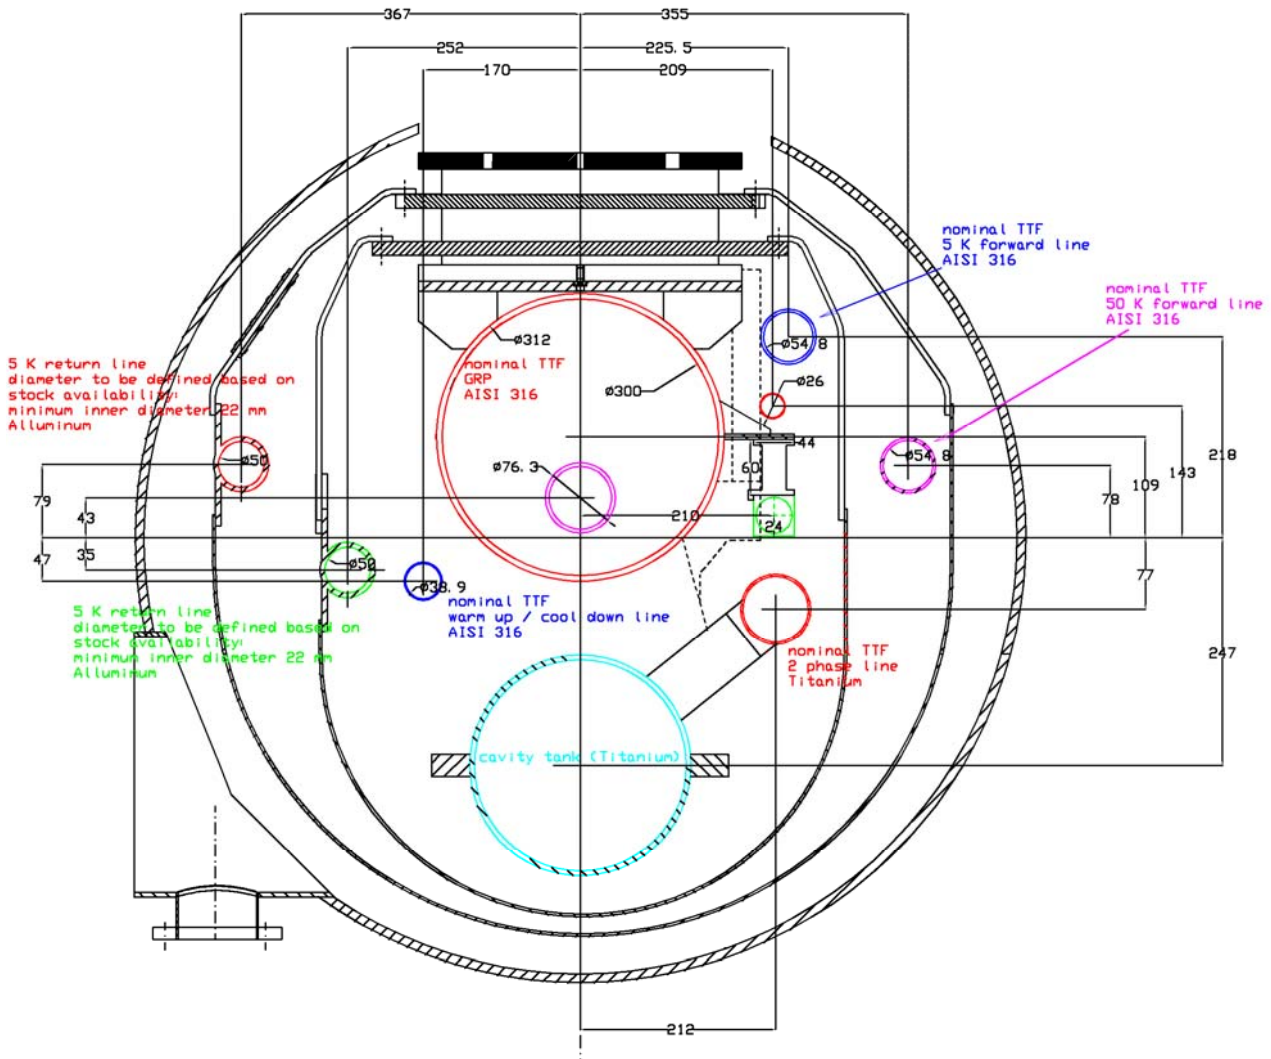 367
355
252
225.5
170
209
nominal TTF
5 K forward line
AISI 316
nominal TTF
50 K forward line
AISI 316
ø312
ø54.8
5 K return line
diameter to be defined based on
stock availability:
minimum inner diameter 22 mm
Alluminum
nominal TTF
GRP
AISI 316
ø300
ø26
ø50
ø76.3
44
60
ø54.8
218
143
109
78
79
43
210
24
47
35
ø50
ø38.9
77
nominal TTF
warm up / cool down line
AISI 316
5 K return line
diameter to be defined based on
stock availability:
minimum inner diameter 22 mm
Alluminum
nominal TTF
2 phase line
Titanium
247
cavity tank (Titanium)
212